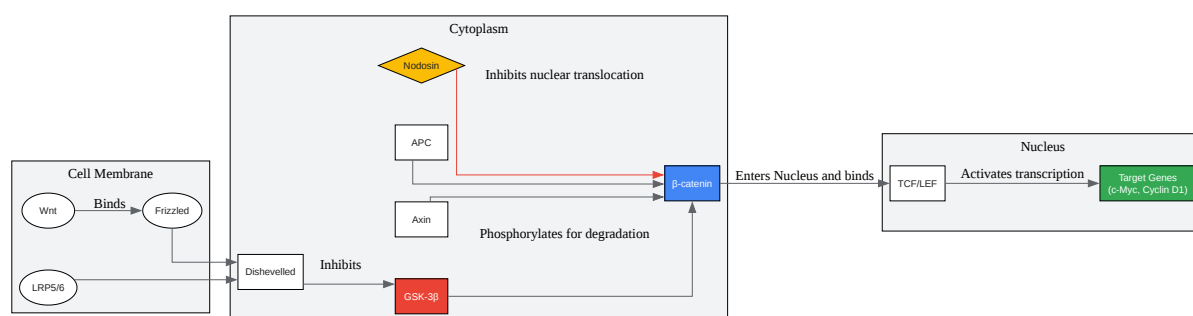 Cytoplasm
Nodosin
Inhibits nuclear translocation
APC
Nucleus
Cell Membrane
β-catenin
Enters Nucleus and binds
TCF/LEF
Activates transcription
Target Genes
(c-Myc, Cyclin D1)
Wnt
Binds
Frizzled
Axin
Phosphorylates for degradation
Dishevelled
Inhibits
LRP5/6
GSK-3β